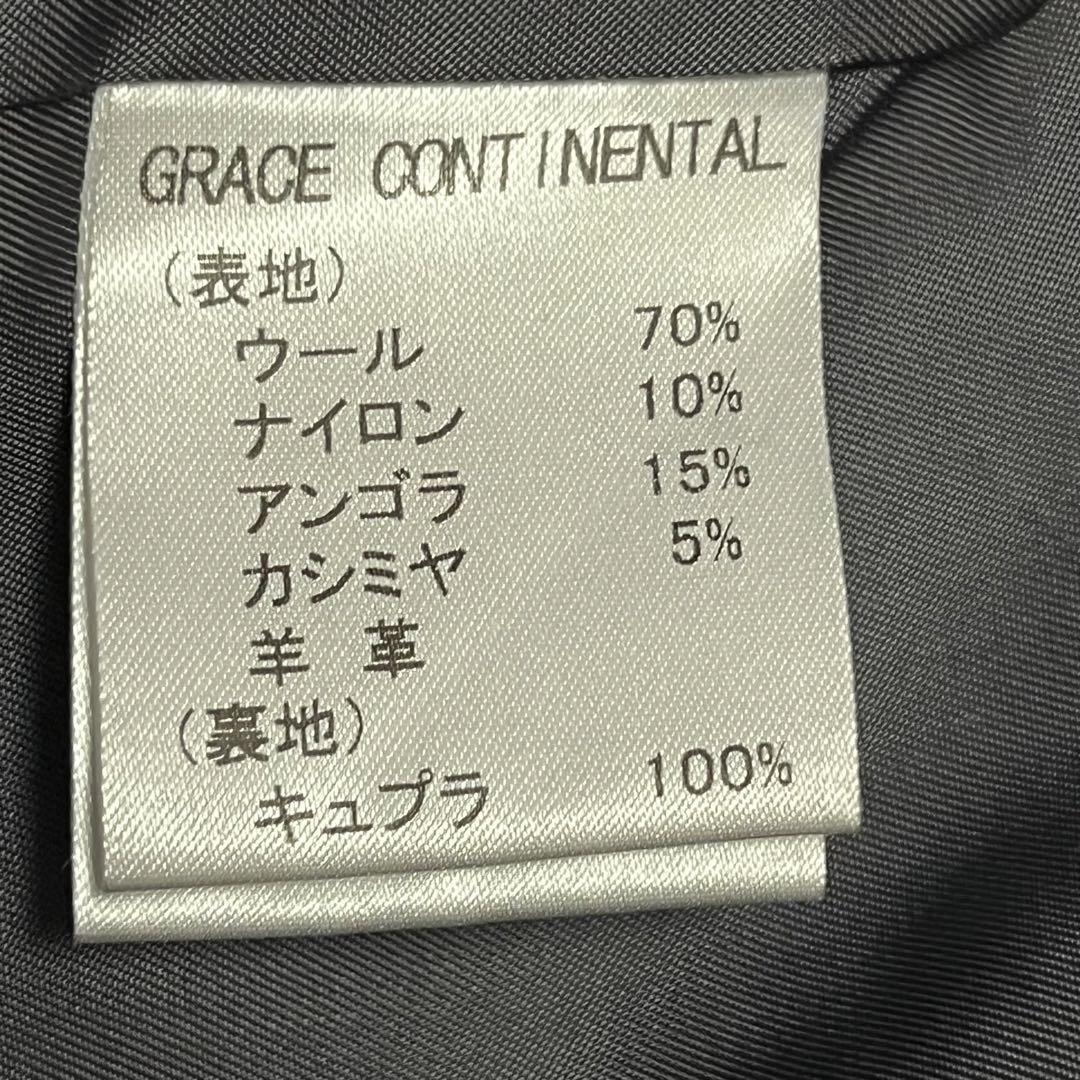 GRACE CONTINENTAL
(表地)
ウール 70%
ナイロン 10%
アンゴラ 15%
カシミヤ 5%
羊 革
(裏地)
キュプラ 100%